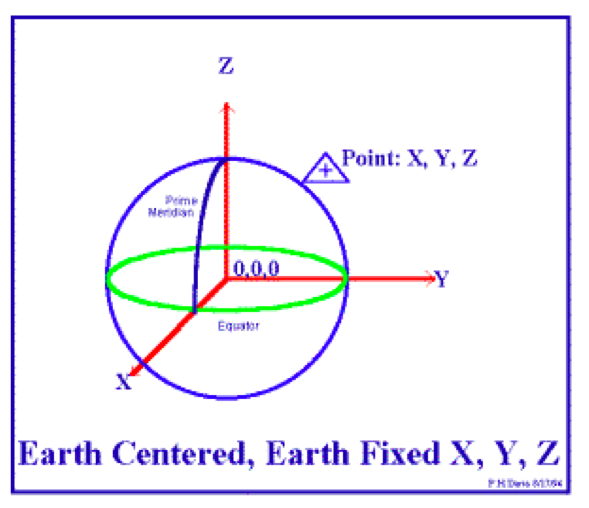 Z
Point: X, Y, Z
Prime
Meridian
0,0,0
Y
Equator
X
Earth Centered, Earth Fixed X, Y, Z